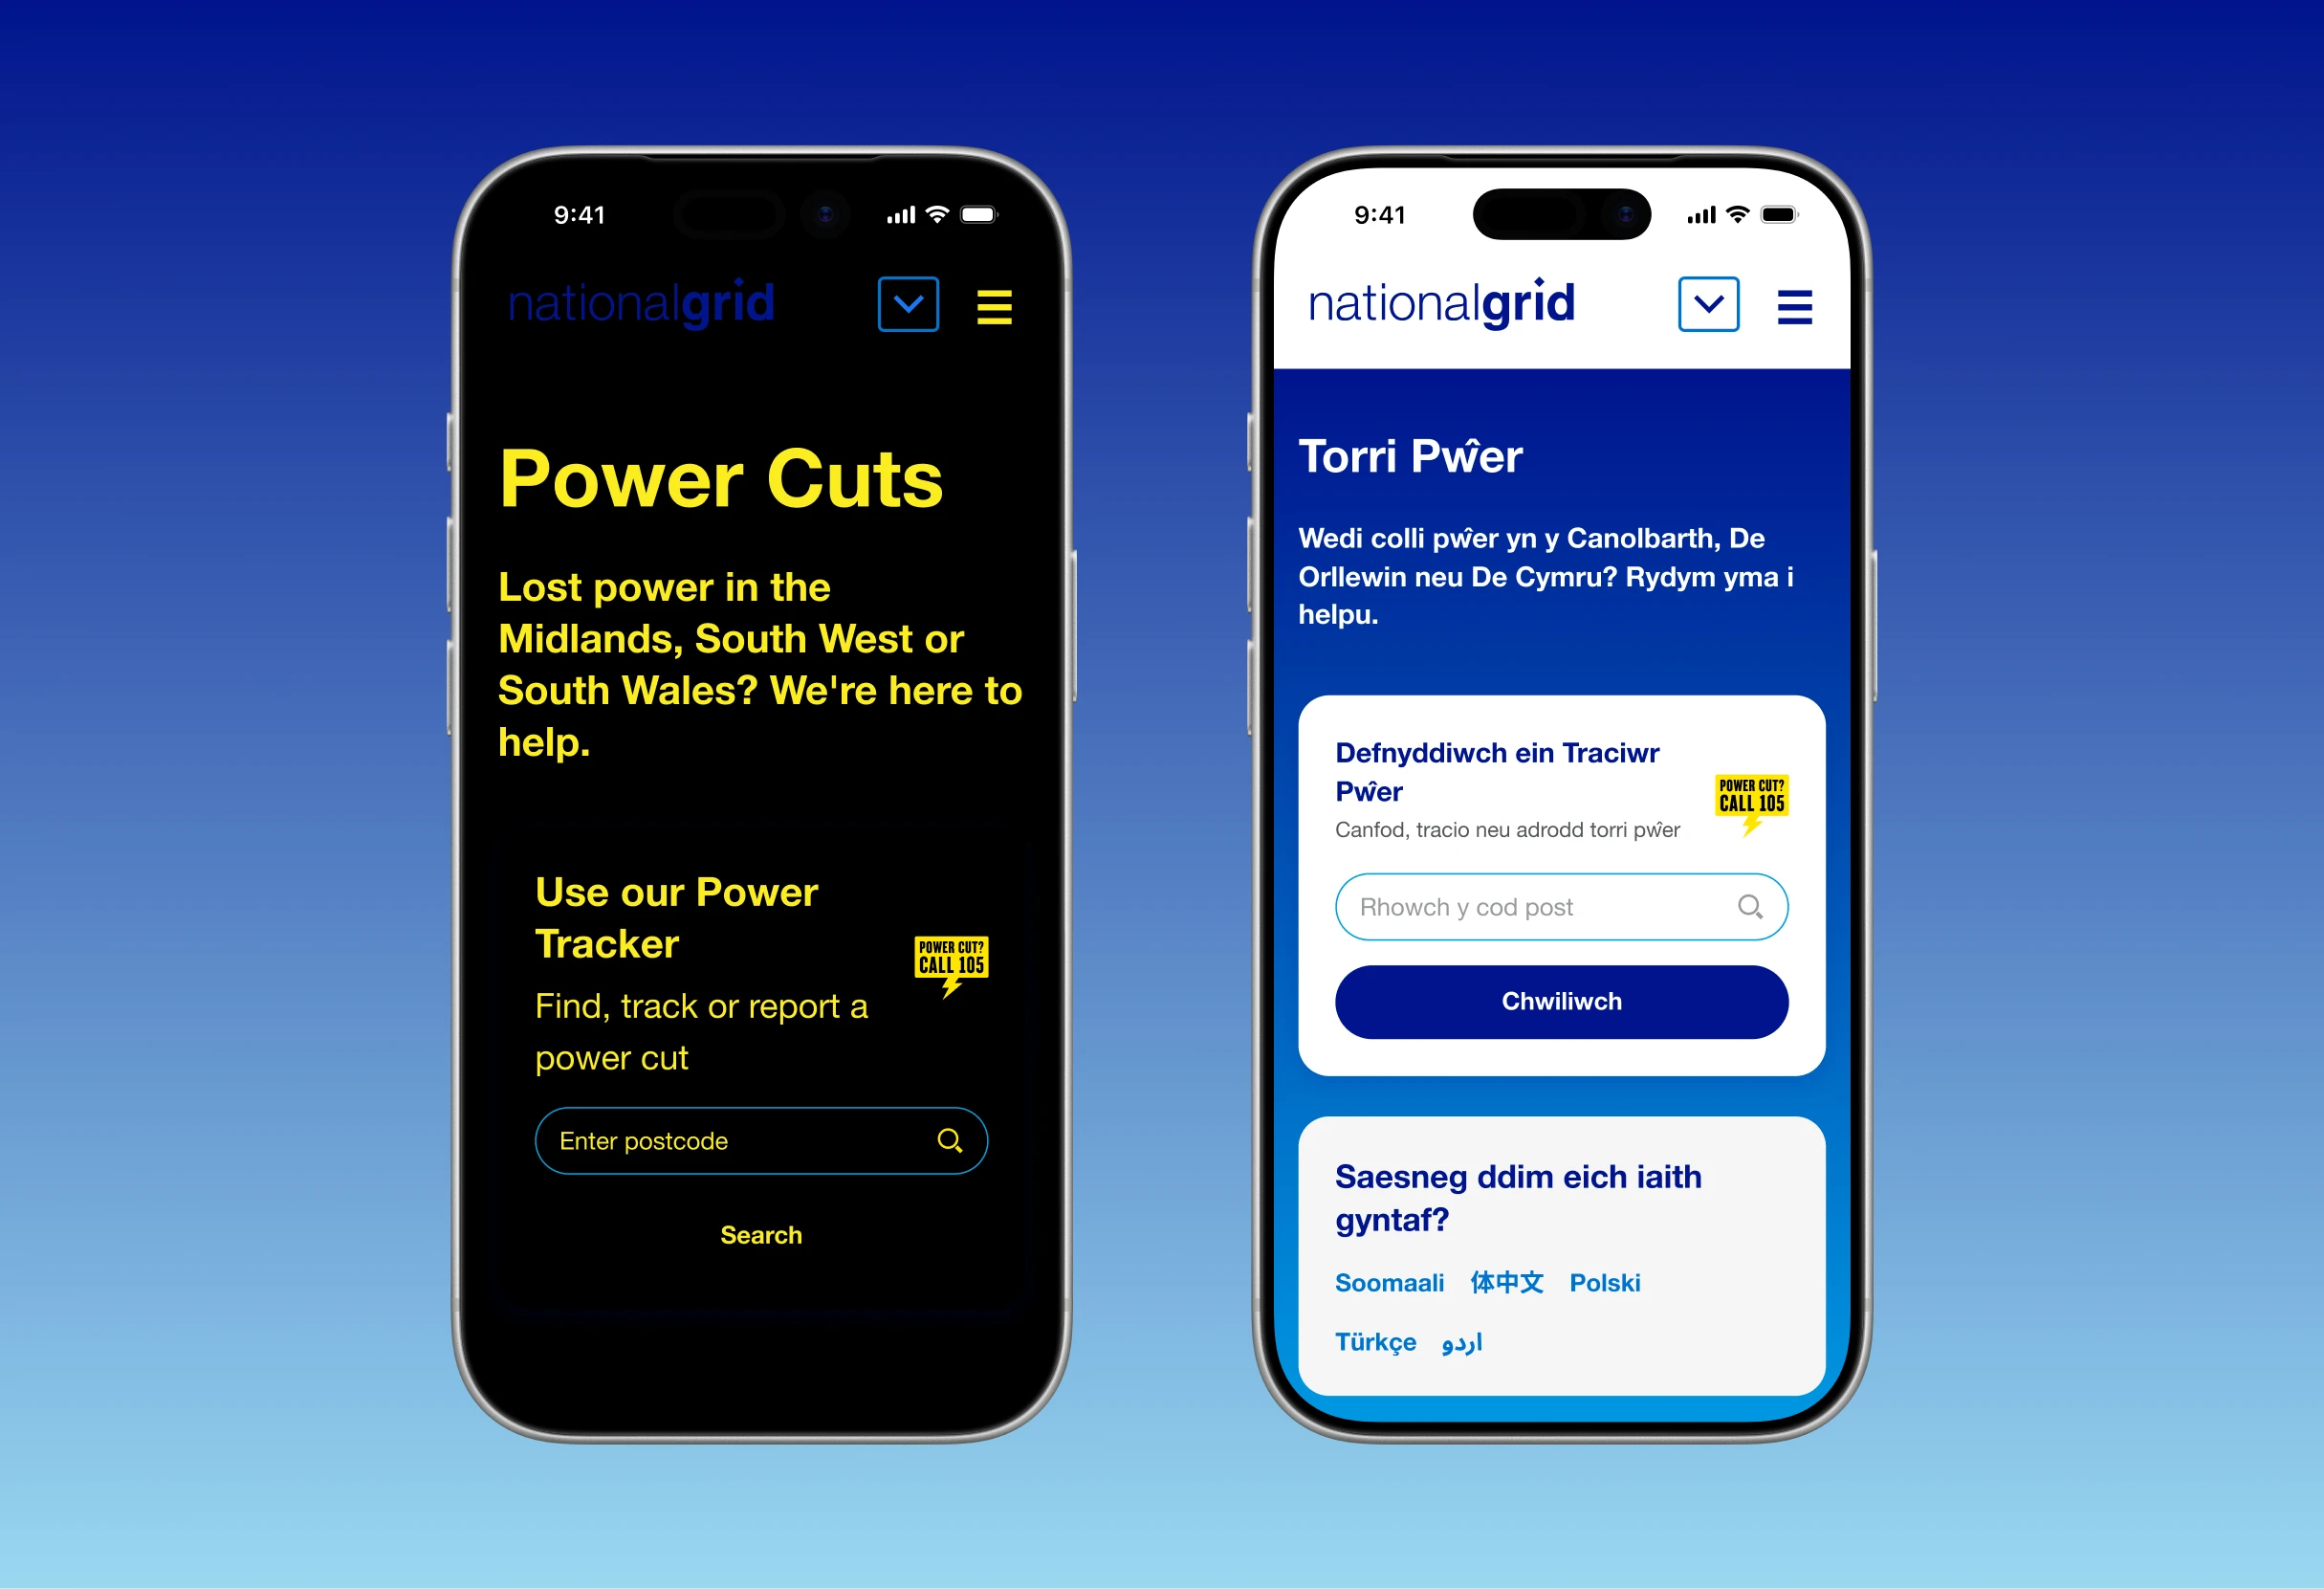 9:41
nationalgrid
Power Cuts
Lost power in the
Midlands, South West or
South Wales? We're here to
help.
Use our Power
Tracker
Find, track or report a
power cut
POWER CUT?
CALL 105
Enter postcode
Search
9:41
nationalgrid
Torri Pŵer
Wedi colli pŵer yn y Canolbarth, De
Orllewin neu De Cymru? Rydym yma i
helpu.
Defnyddiwch ein Traciwr
Pŵer
Canfod, tracio neu adrodd torri pŵer
POWER CUT?
CALL 105
Rhowch y cod post
Chwiliwch
Saesneg ddim eich iaith
gyntaf?
Soomaali 体中文 Polski
Türkçe اردو